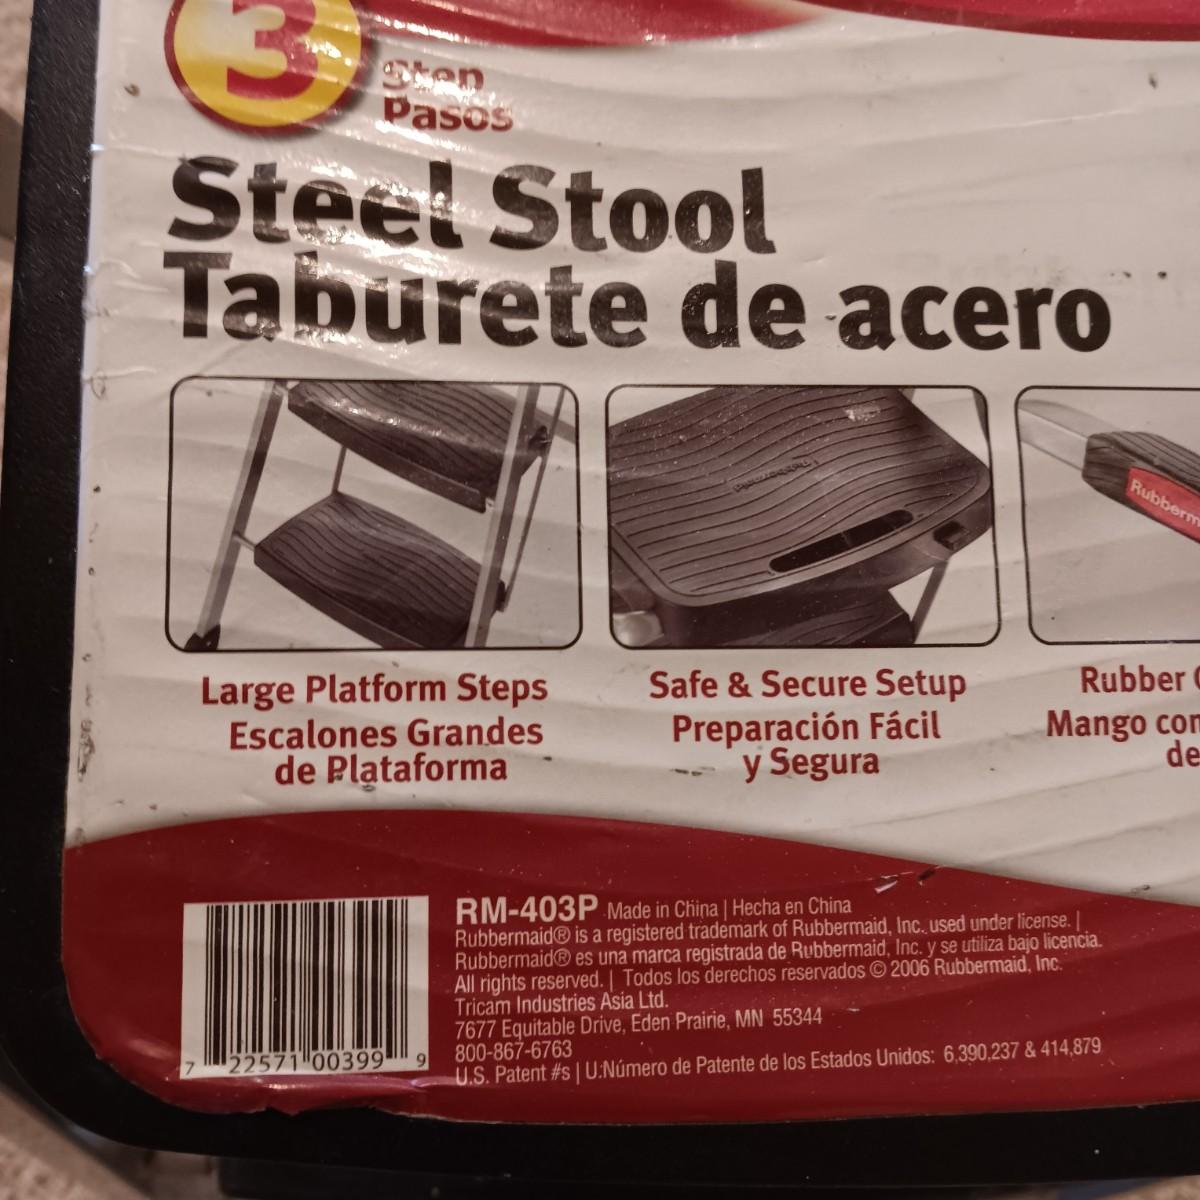 3
Step
Pasos
Steel Stool
Taburete de acero
Rubbermaid
Rubberm
Large Platform Steps
Escalones Grandes
de Plataforma
Safe & Secure Setup
Preparación Fácil
y Segura
Rubber
Mango con
de
RM-403P Made in China | Hecha en China
Rubbermaid® is a registered trademark of Rubbermaid, Inc. used under license. |
Rubbermaid® es una marca registrada de Rubbermaid, Inc. y se utiliza bajo licencia.
All rights reserved. | Todos los derechos reservados © 2006 Rubbermaid, Inc.
Tricam Industries Asia Ltd.
7677 Equitable Drive, Eden Prairie, MN 55344
800-867-6763
U.S. Patent #s | U:Número de Patente de los Estados Unidos: 6,390,237 & 414,879
7 22571 00399 9